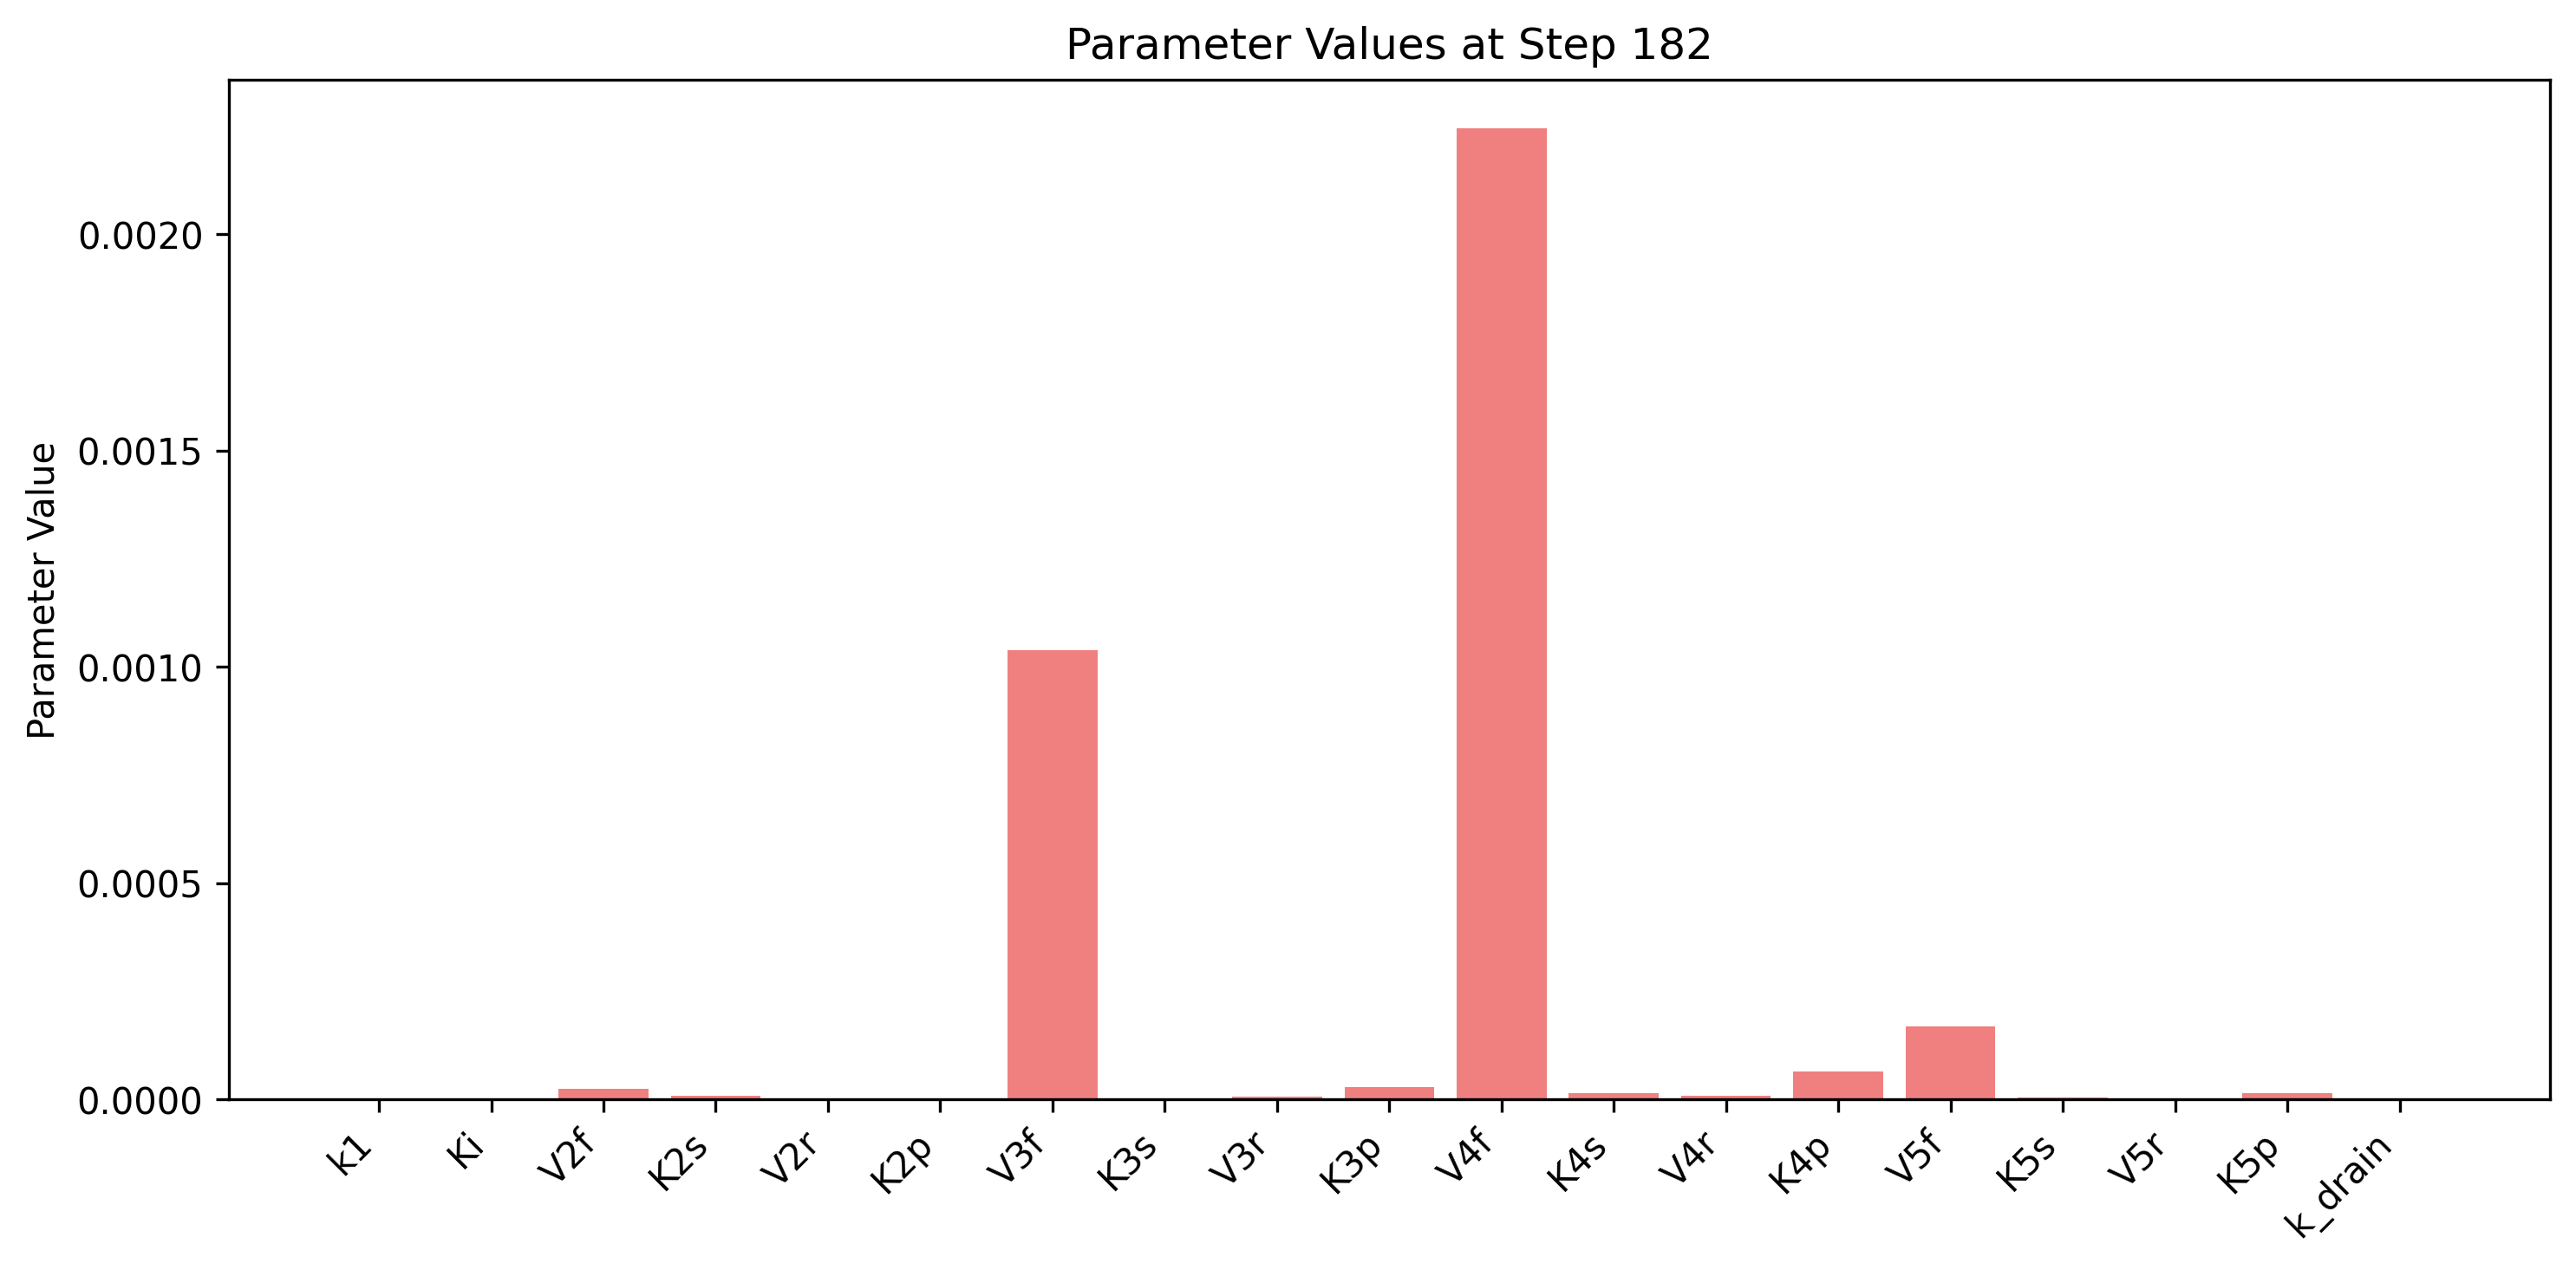 Parameter Values at Step 182
Parameter Value
0.0020
0.0015
0.0010
0.0005
0.0000
k1
Ki
V2f
K2s
V2r
K2p
V3f
K3s
V3r
K3p
V4f
K4s
V4r
K4p
V5f
K5s
V5r
K5p
k_drain